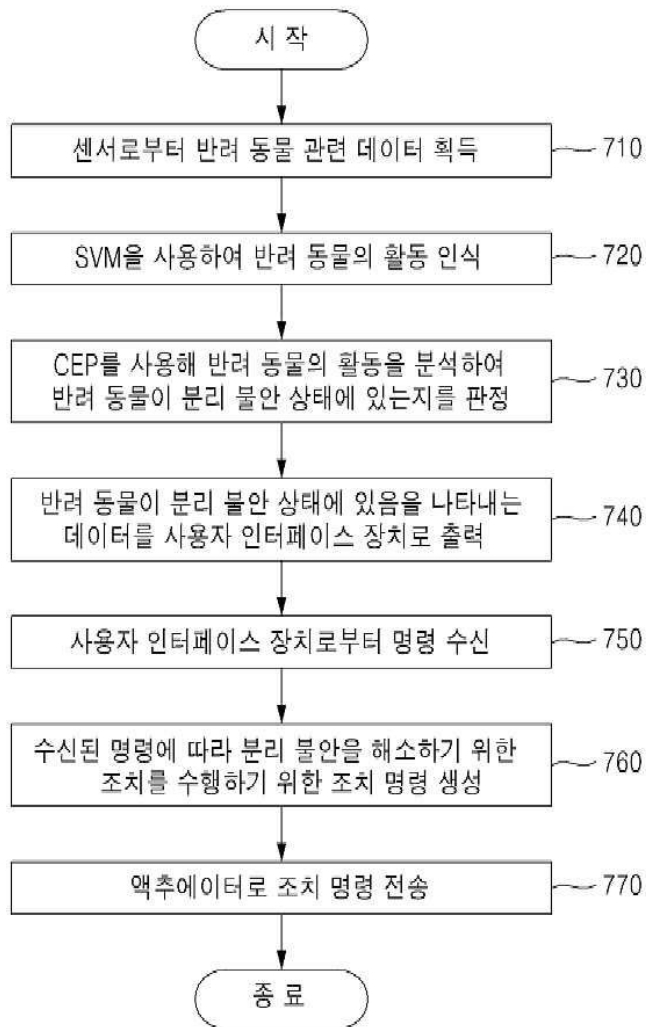 시 작
센서로부터 반려 동물 관련 데이터 획득
710
SVM을 사용하여 반려 동물의 활동 인식
720
CEP를 사용해 반려 동물의 활동을 분석하여
반려 동물이 분리 불안 상태에 있는지를 판정
730
반려 동물이 분리 불안 상태에 있음을 나타내는
데이터를 사용자 인터페이스 장치로 출력
740
사용자 인터페이스 장치로부터 명령 수신
750
수신된 명령에 따라 분리 불안을 해소하기 위한
조치를 수행하기 위한 조치 명령 생성
760
액추에이터로 조치 명령 전송
770
종 료